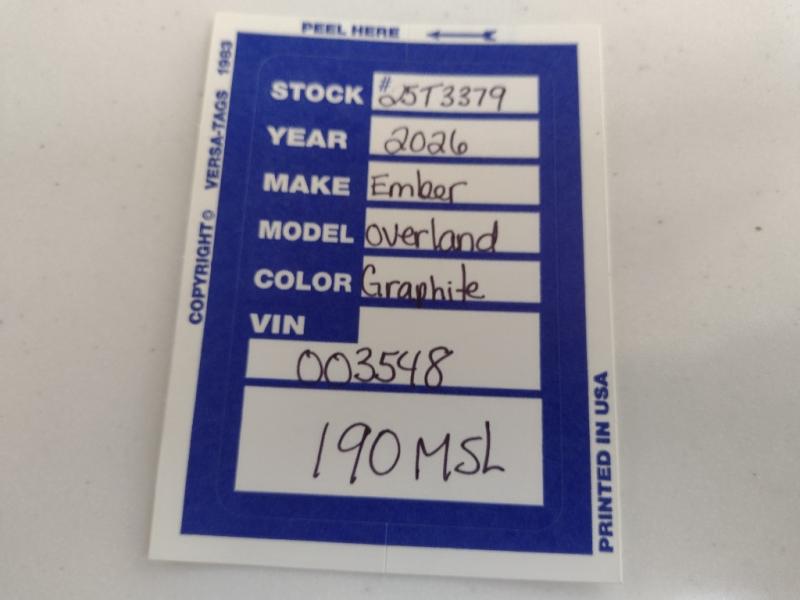 PEEL HERE
COPYRIGHT © VERSA-TAGS 1983
STOCK #25T3379
YEAR 2026
MAKE Ember
MODEL overland
COLOR Graphite
VIN
003548
190 MSL
PRINTED IN USA